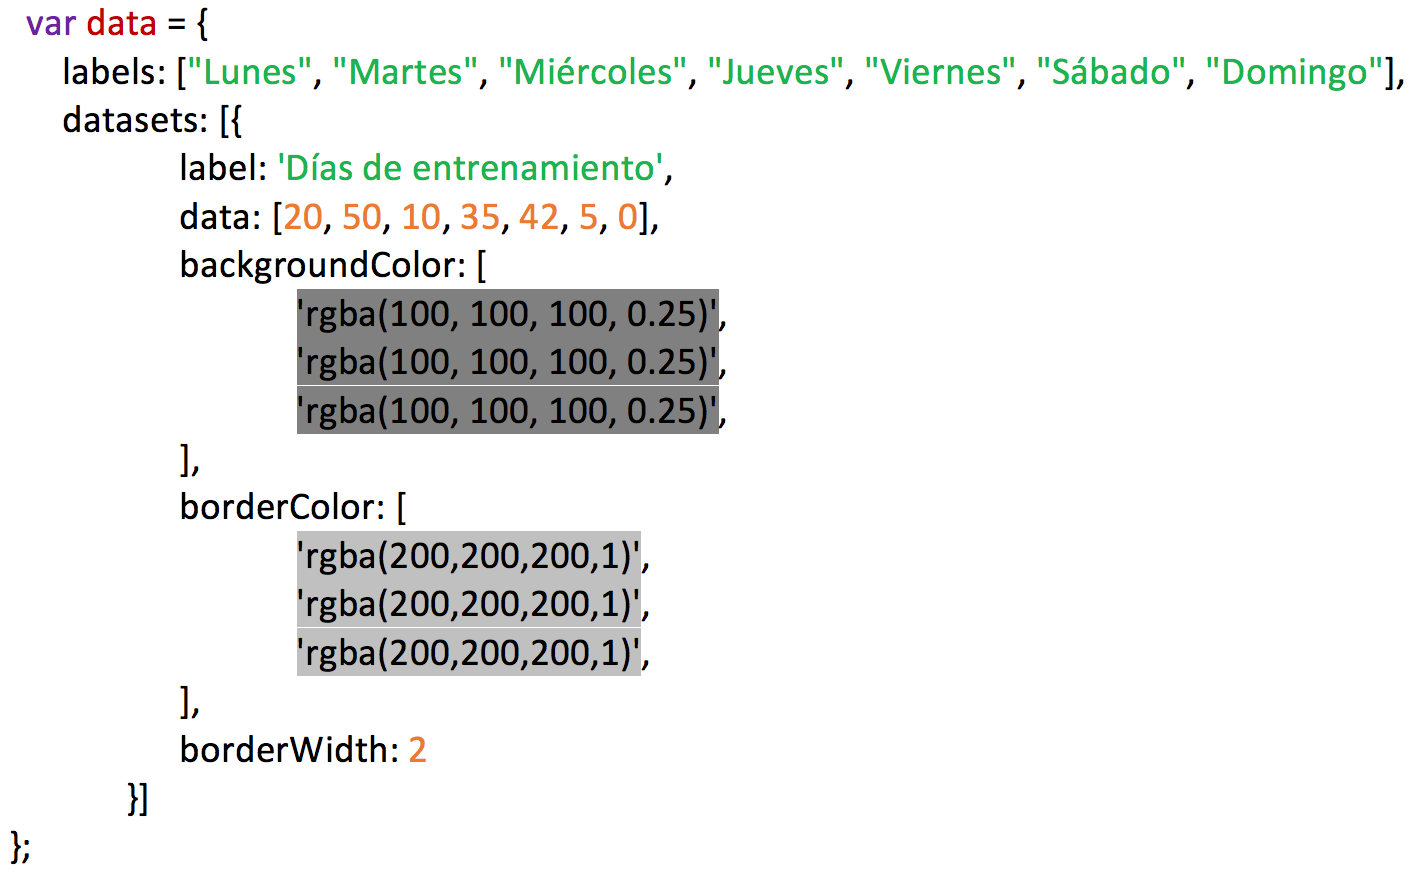 var data = {
labels: ["Lunes", "Martes", "Miércoles", "Jueves", "Viernes", "Sábado", "Domingo"],
datasets: [{
label: 'Días de entrenamiento',
data: [20, 50, 10, 35, 42, 5, 0],
backgroundColor: [
'rgba(100, 100, 100, 0.25)',
'rgba(100, 100, 100, 0.25)',
'rgba(100, 100, 100, 0.25)',
],
borderColor: [
'rgba(200,200,200,1)',
'rgba(200,200,200,1)',
'rgba(200,200,200,1)',
],
borderWidth: 2
}]
};